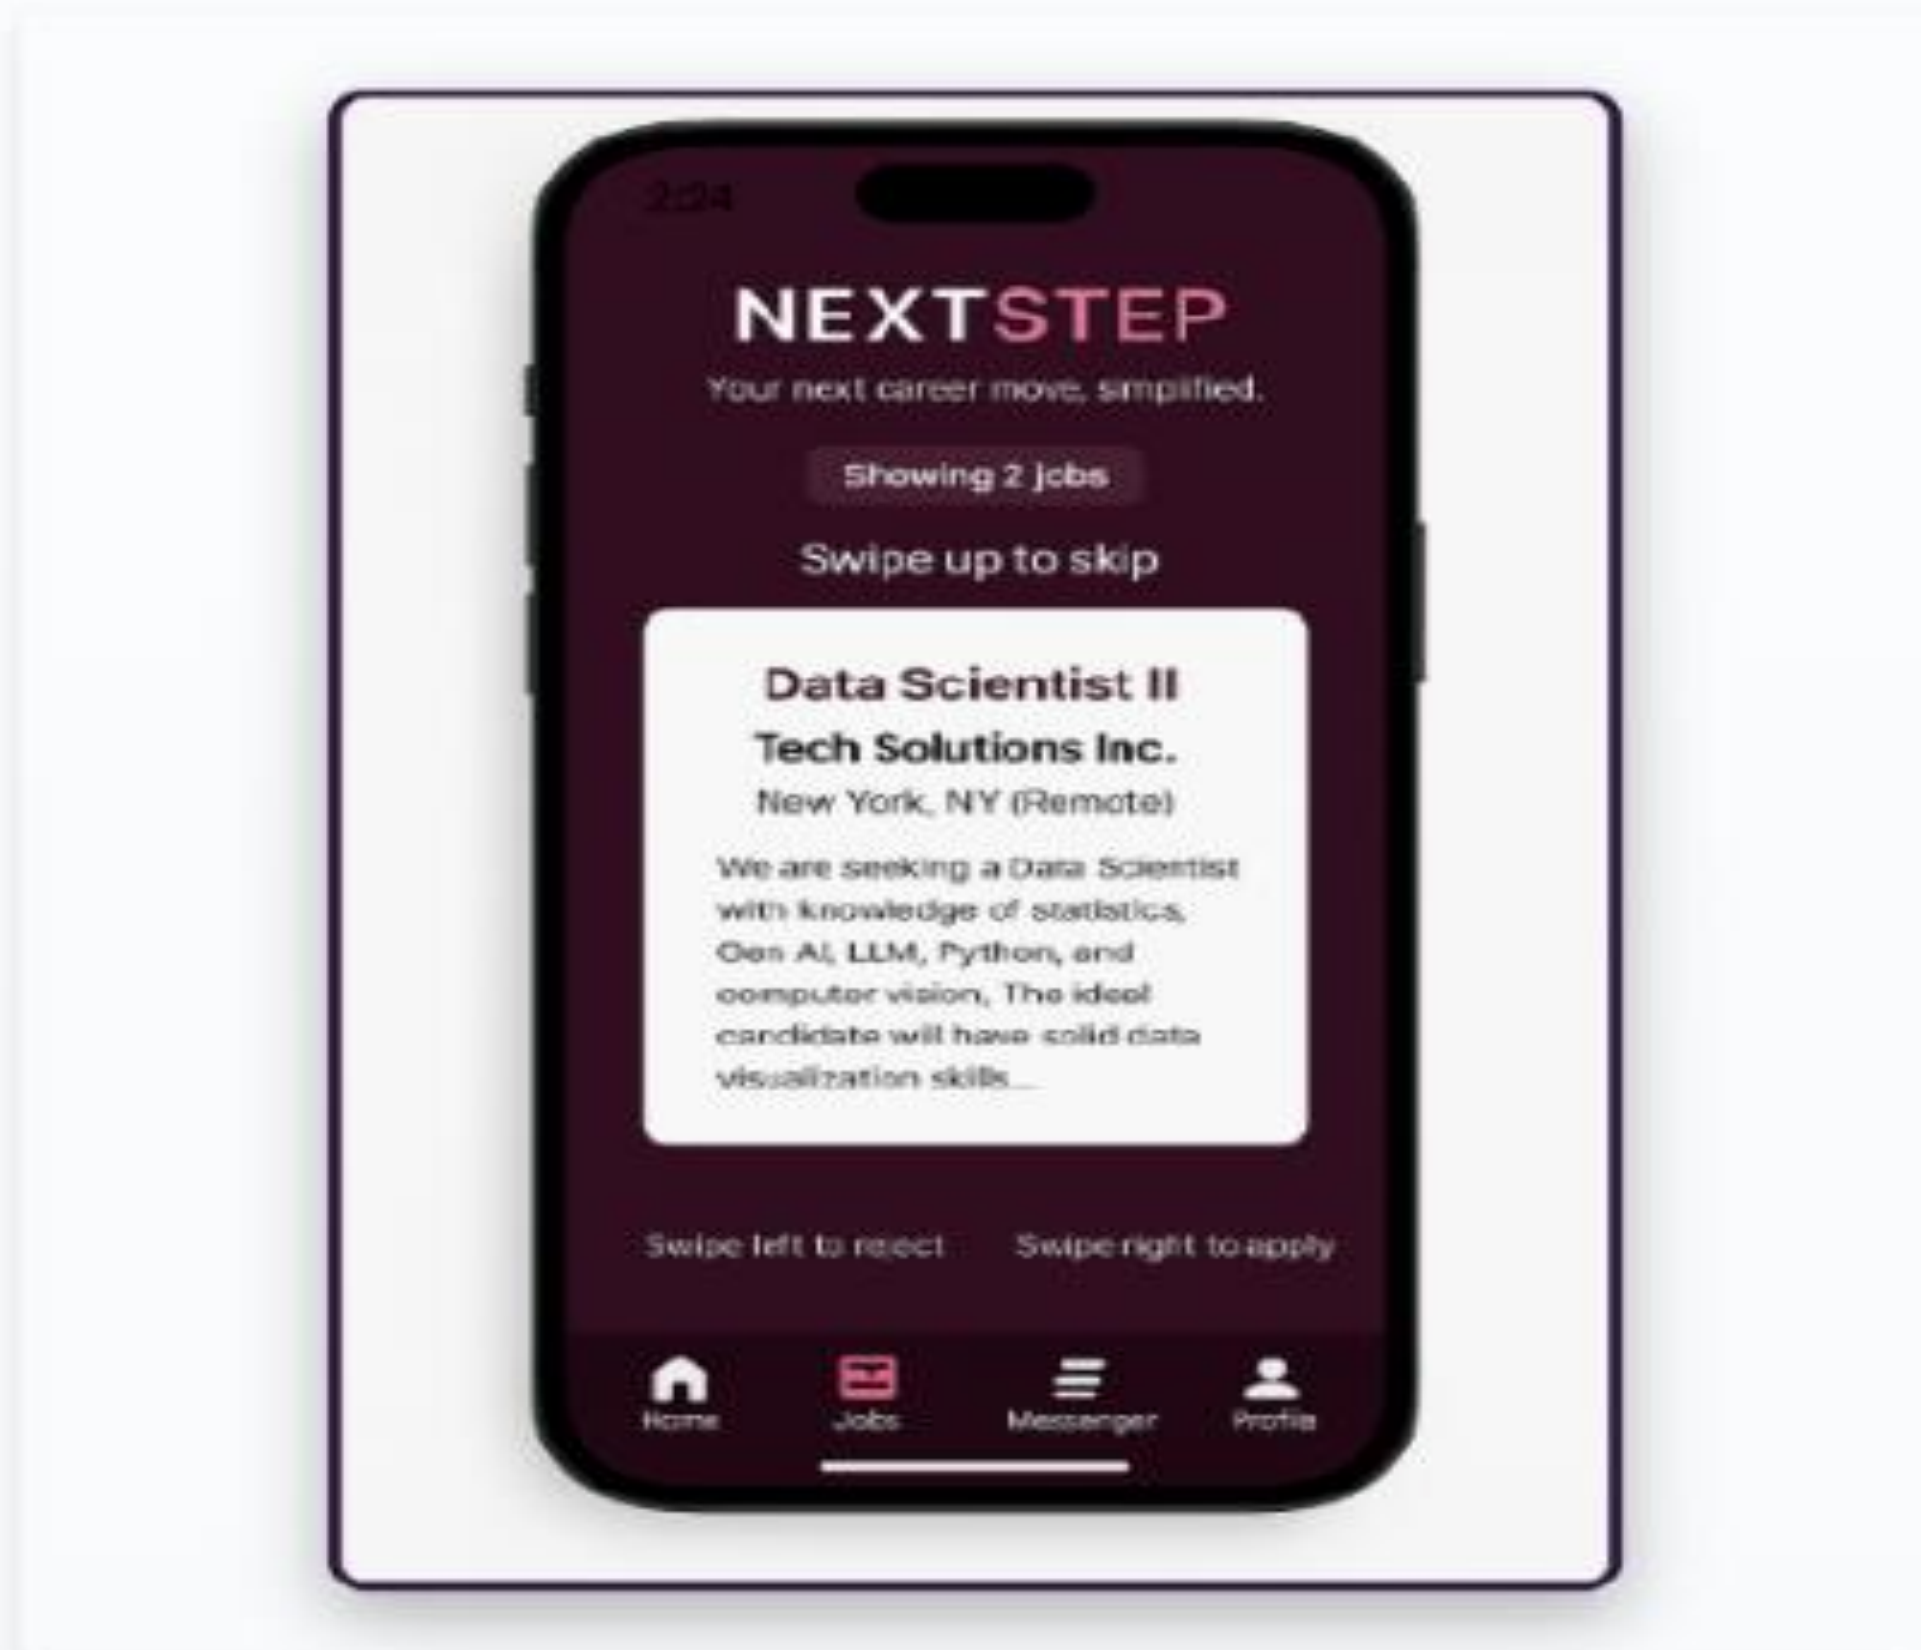 2:24
NEXTSTEP
Your next career move, simplified.
Showing 2 jobs
Swipe up to skip
Data Scientist II
Tech Solutions Inc.
New York, NY (Remote)
We are seeking a Data Scientist
with knowledge of statistics,
Gen AI, LLM, Python, and
computer vision, The ideal
candidate will have solid data
visualization skills...
Swipe left to reject Swipe right to apply
Home Jobs Messenger Profile